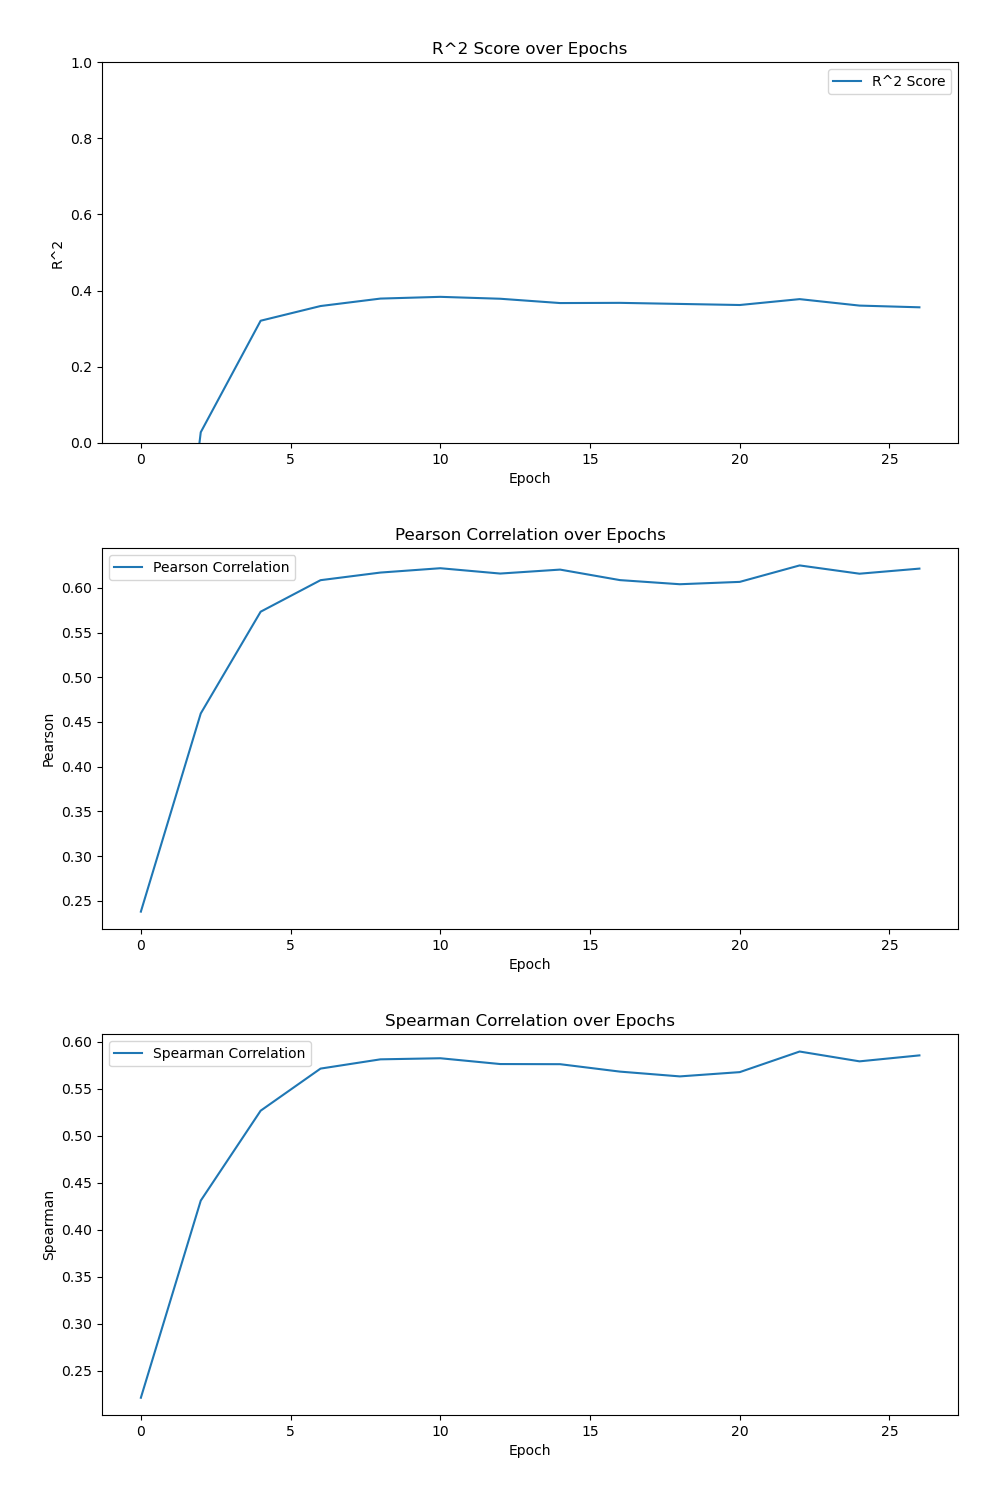 R^2 Score over Epochs
R^2 Score
1.0
0.8
0.6
0.4
0.2
0.0
R^2
0 5 10 15 20 25
Epoch
Pearson Correlation over Epochs
Pearson Correlation
0.60
0.55
0.50
0.45
0.40
0.35
0.30
0.25
Pearson
0 5 10 15 20 25
Epoch
Spearman Correlation over Epochs
Spearman Correlation
0.60
0.55
0.50
0.45
0.40
0.35
0.30
0.25
Spearman
0 5 10 15 20 25
Epoch